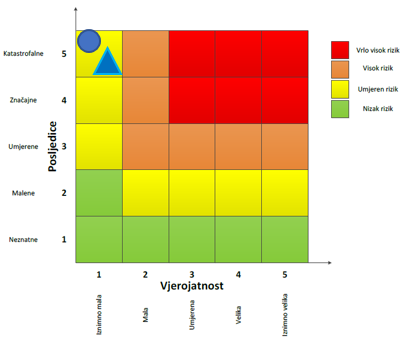 Posljedice
Katastrofalne 5
Značajne 4
Umjerene 3
Malene 2
Neznatne 1
1 2 3 4 5
Vjerojatnost
Iznimno mala
Mala
Umjerena
Velika
Iznimno velika
Vrlo visok rizik
Visok rizik
Umjeren rizik
Nizak rizik